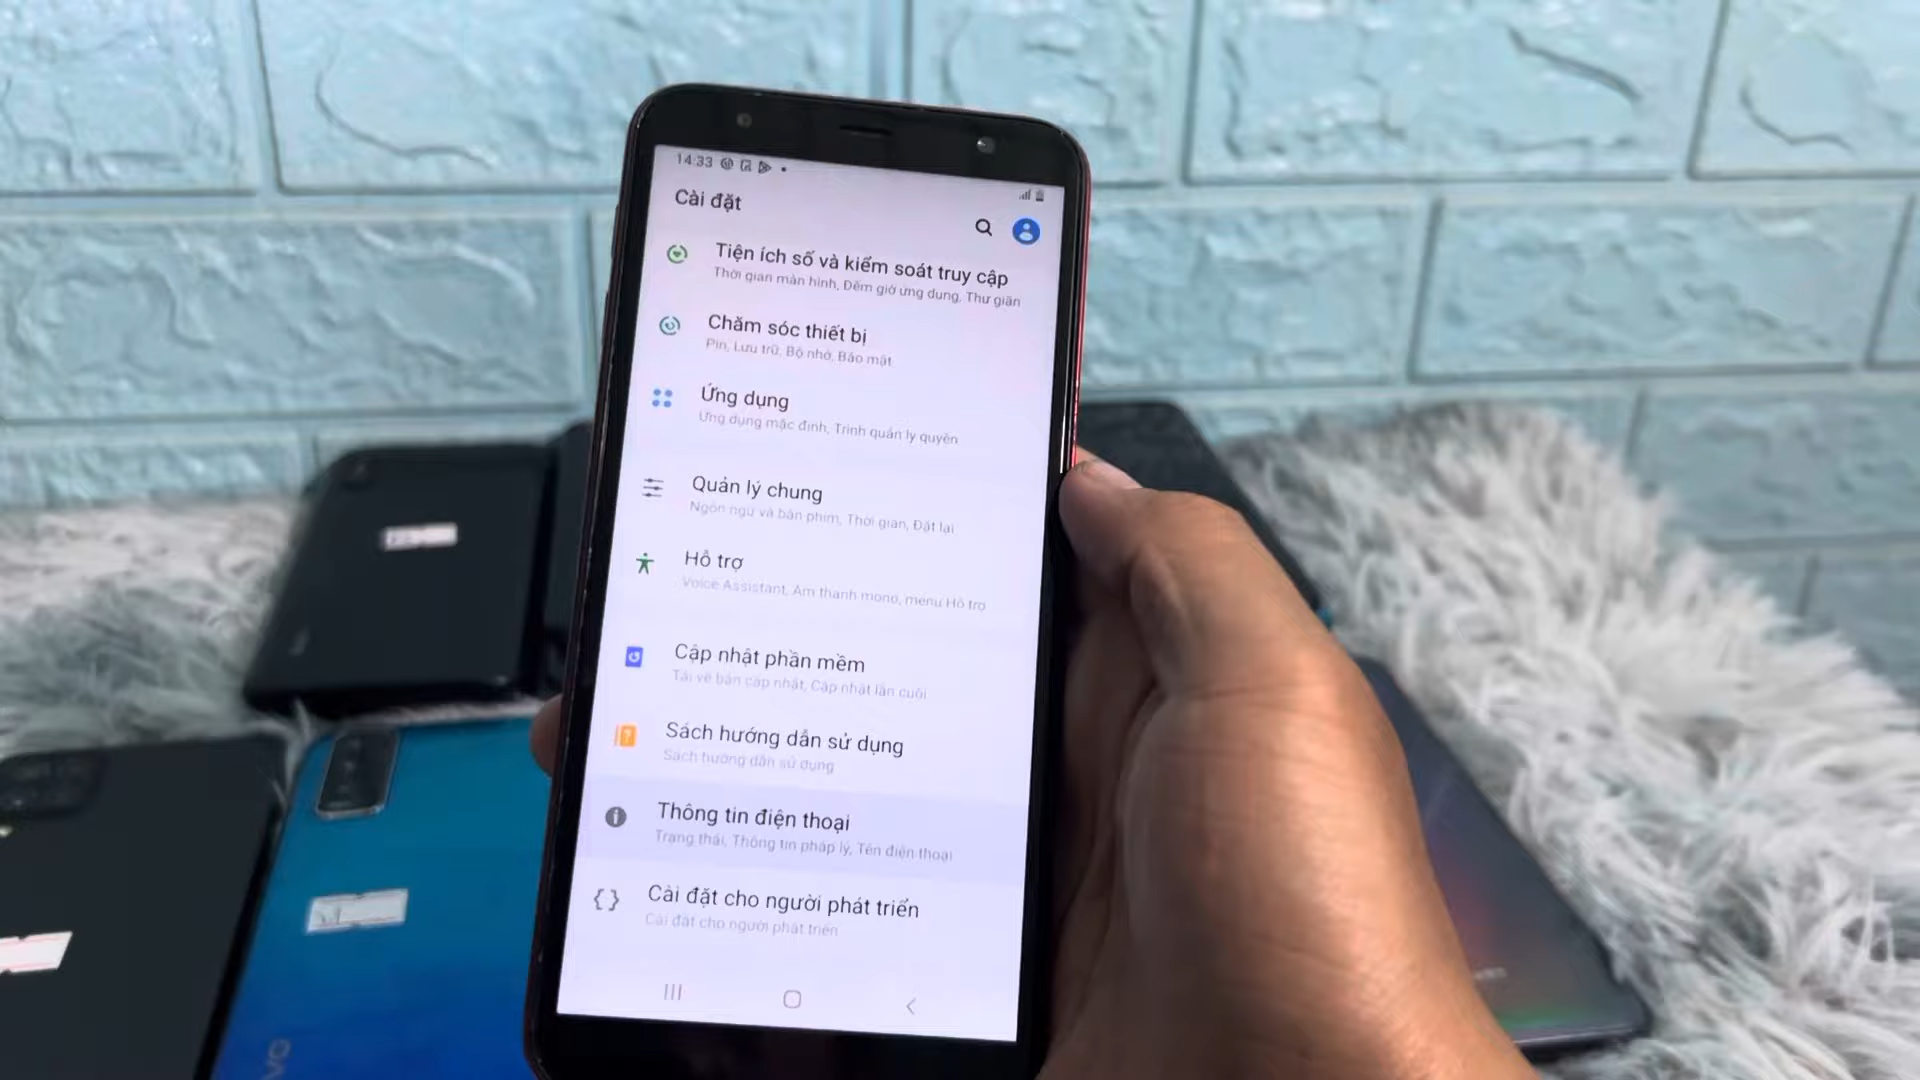 14:33
Cài đặt
Tiện ích số và kiểm soát truy cập
Thời gian màn hình, Đếm giờ ứng dụng, Thư giãn
Chăm sóc thiết bị
Pin, Lưu trữ, Bộ nhớ, Bảo mật
Ứng dụng
Ứng dụng mặc định, Trình quản lý quyền
Quản lý chung
Ngôn ngữ và bàn phím, Thời gian, Đặt lại
Hỗ trợ
Voice Assistant, Âm thanh mono, menu Hỗ trợ
Cập nhật phần mềm
Tải về bản cập nhật, Cập nhật lần cuối
Sách hướng dẫn sử dụng
Sách hướng dẫn sử dụng
Thông tin điện thoại
Trạng thái, Thông tin pháp lý, Tên điện thoại
Cài đặt cho người phát triển
Cài đặt cho người phát triển